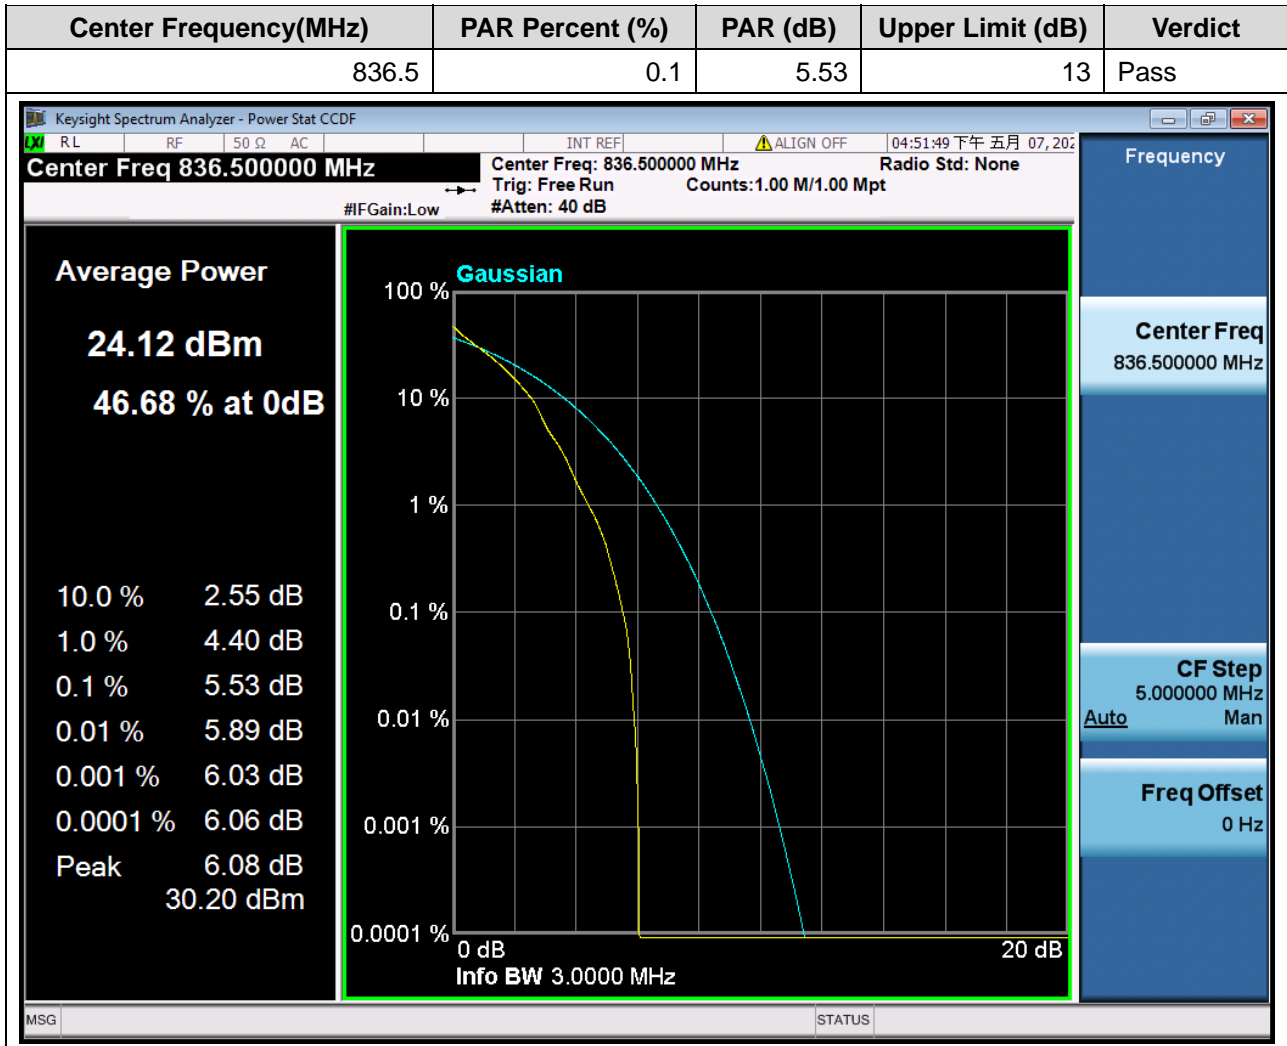 Center Frequency(MHz) PAR Percent (%) PAR (dB) Upper Limit (dB) Verdict
836.5 0.1 5.53 13 Pass
Keysight Spectrum Analyzer - Power Stat CCDF
LXI RL RF 50 Ω AC INT REF ALIGN OFF 04:51:49 下午 五月 07, 202
Center Freq 836.500000 MHz
Center Freq: 836.500000 MHz Radio Std: None
Trig: Free Run Counts:1.00 M/1.00 Mpt
#IFGain:Low #Atten: 40 dB
Average Power
24.12 dBm
46.68 % at 0dB
10.0 % 2.55 dB
1.0 % 4.40 dB
0.1 % 5.53 dB
0.01 % 5.89 dB
0.001 % 6.03 dB
0.0001 % 6.06 dB
Peak 6.08 dB
30.20 dBm
Gaussian
100 %
10 %
1 %
0.1 %
0.01 %
0.001 %
0.0001 %
0 dB 20 dB
Info BW 3.0000 MHz
Frequency
Center Freq
836.500000 MHz
CF Step
5.000000 MHz
Auto Man
Freq Offset
0 Hz
MSG STATUS